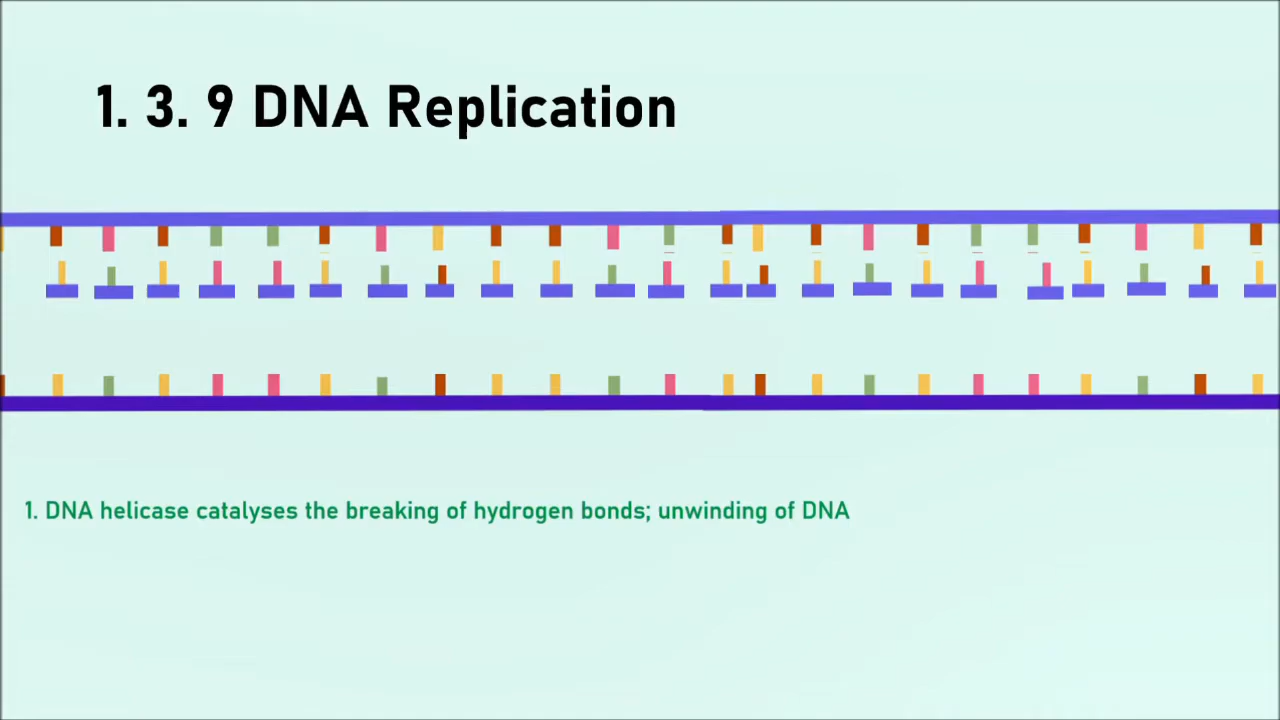 1. 3. 9 DNA Replication
1. DNA helicase catalyses the breaking of hydrogen bonds; unwinding of DNA